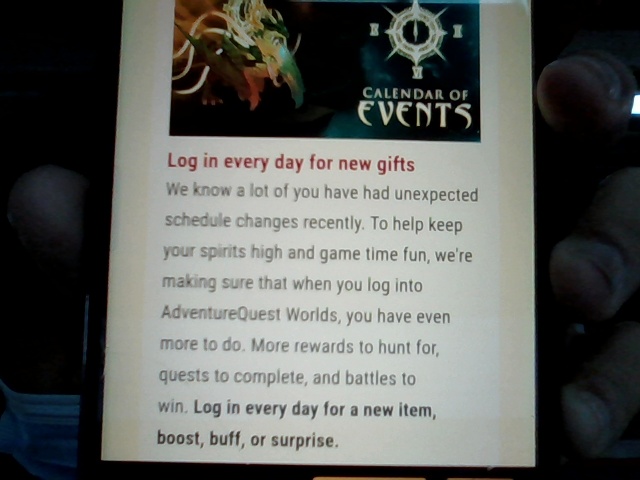 CALENDAR OF
EVENTS
Log in every day for new gifts
We know a lot of you have had unexpected
schedule changes recently. To help keep
your spirits high and game time fun, we're
making sure that when you log into
AdventureQuest Worlds, you have even
more to do. More rewards to hunt for,
quests to complete, and battles to
win. Log in every day for a new item,
boost, buff, or surprise.